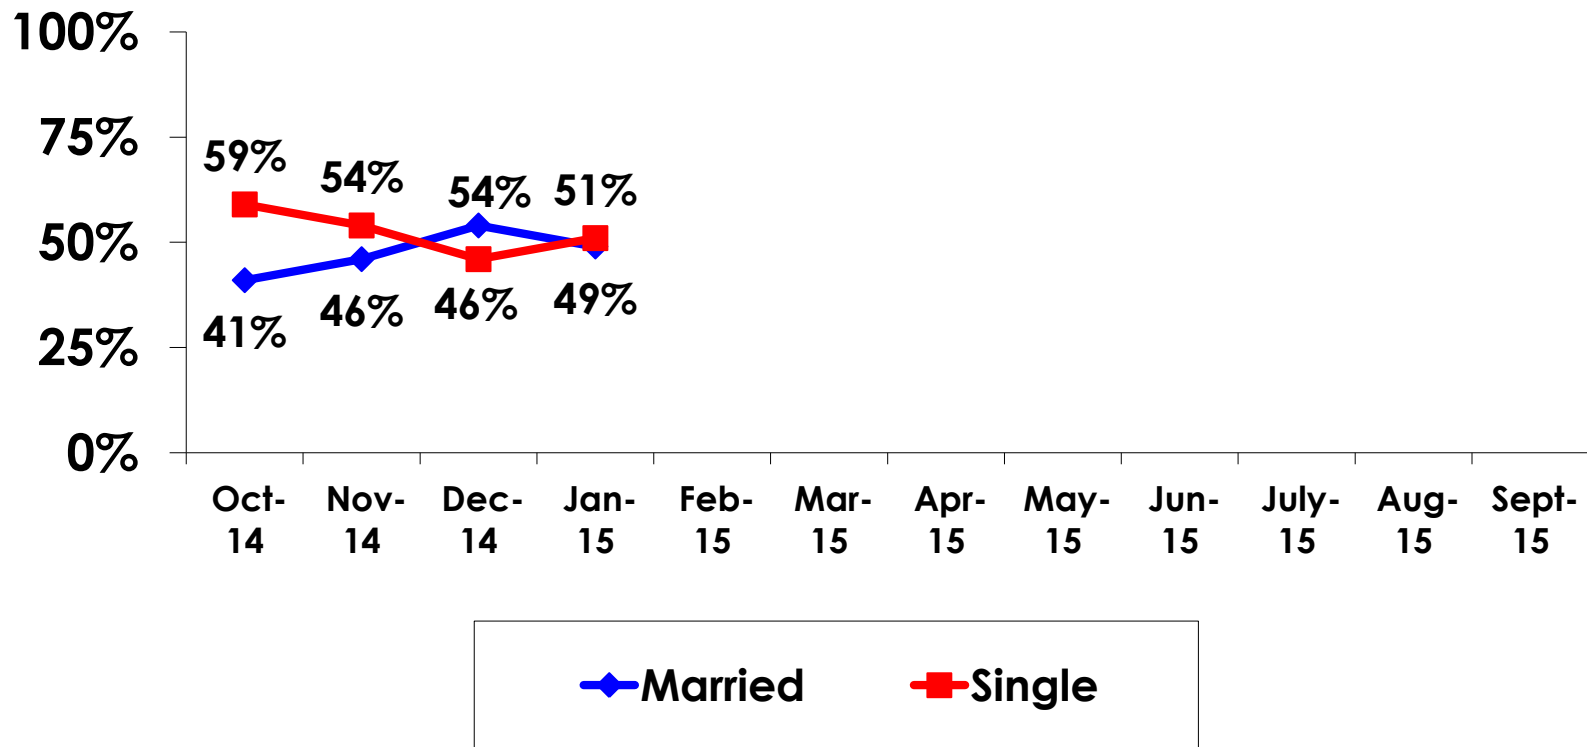 100%
75%
50%
25%
0%
59%
54%
54%
51%
41%
46%
46%
49%
Oct-
14
Nov-
14
Dec-
14
Jan-
15
Feb-
15
Mar-
15
Apr-
15
May-
15
Jun-
15
July-
15
Aug-
15
Sept-
15
Married
Single